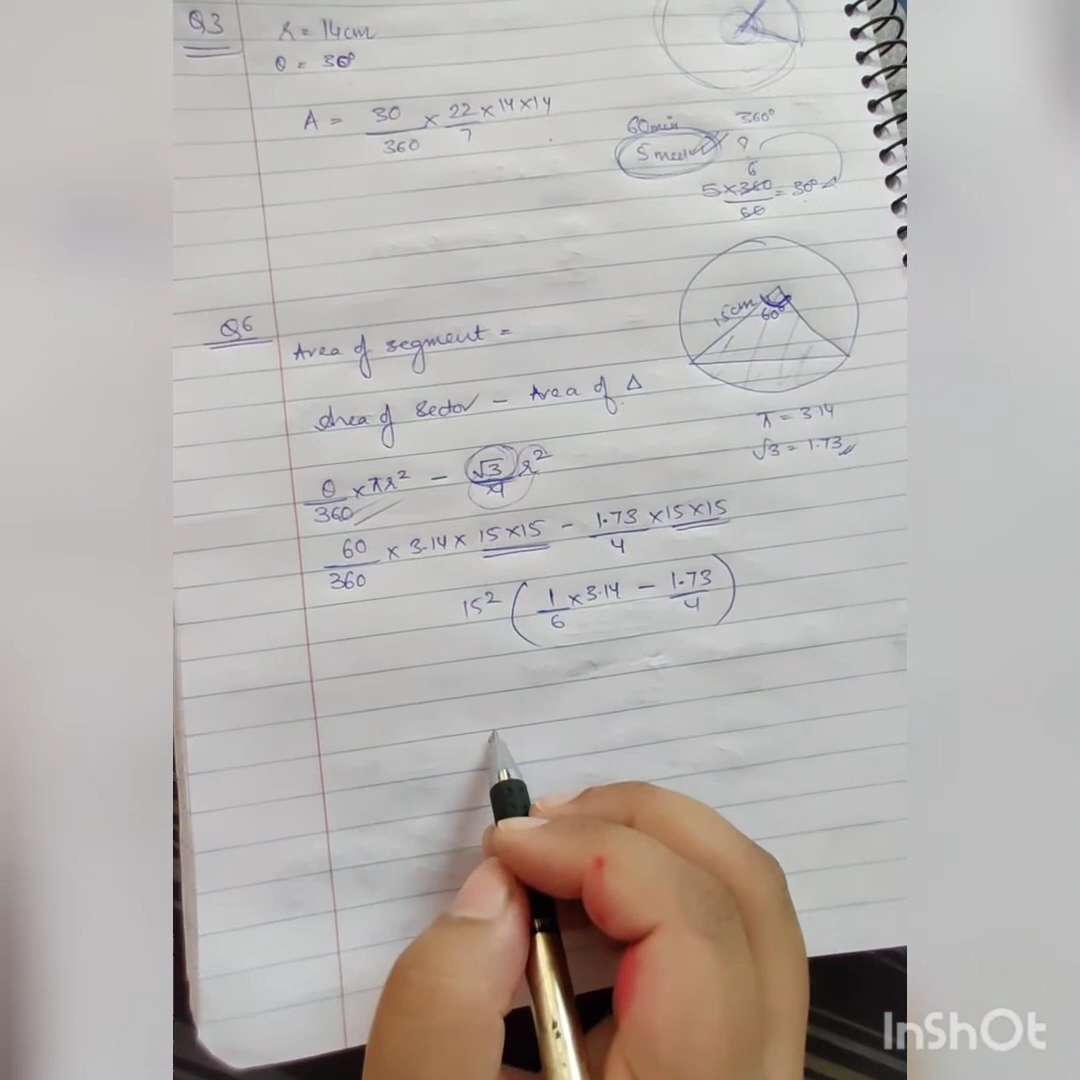 Q3
r = 14cm
θ = 30°
A = 30/360 × 22/7 × 14 × 14
60min 360°
5 ?
6
5×360/60 = 30°
Q6
Area of segment =
Area of Sector − Area of Δ
15cm
60°
π = 3.14
√3 = 1.73
θ/360 × πr² − √3/4 r²
60/360 × 3.14 × 15×15 − 1.73/4 × 15×15
15² ( 1/6 × 3.14 − 1.73/4 )
InShOt